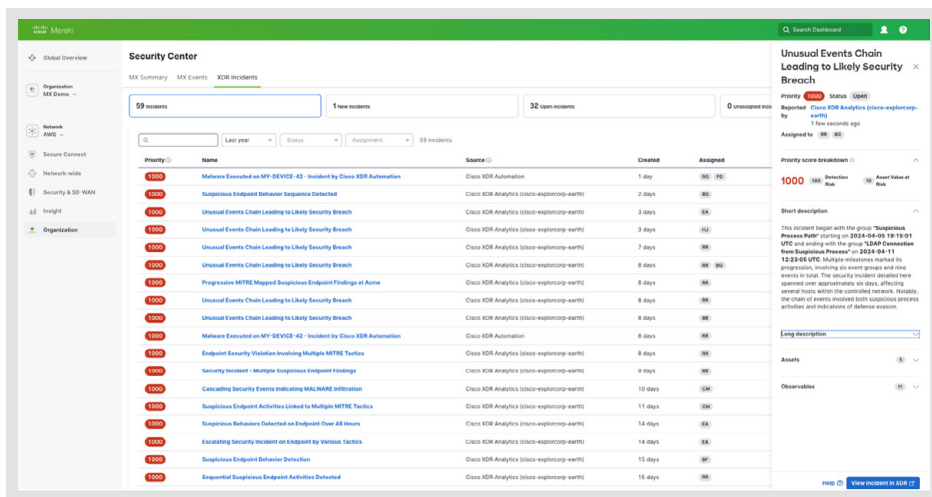 cisco Meraki
Search Dashboard
Global Overview
Organization
MX Demo
Network
AWS
Secure Connect
Network-wide
Security & SD-WAN
Insight
Organization
Security Center
MX Summary MX Events XDR Incidents
59 incidents
1 new incidents
32 open incidents
0 unassigned
Last year Status Assignment 59 incidents
Priority Name Source Created Assigned
1000 Malware Executed on MY-DEVICE-42 - Incident by Cisco XDR Automation Cisco XDR Automation 1 day RG PD
1000 Suspicious Endpoint Behavior Sequence Detected Cisco XDR Analytics (cisco-explorcorp-earth) 2 days BG
1000 Unusual Events Chain Leading to Likely Security Breach Cisco XDR Analytics (cisco-explorcorp-earth) 3 days EA
1000 Unusual Events Chain Leading to Likely Security Breach Cisco XDR Analytics (cisco-explorcorp-earth) 3 days HJ
1000 Unusual Events Chain Leading to Likely Security Breach Cisco XDR Analytics (cisco-explorcorp-earth) 7 days RR
1000 Unusual Events Chain Leading to Likely Security Breach Cisco XDR Analytics (cisco-explorcorp-earth) 8 days RR BG
1000 Progressive MITRE Mapped Suspicious Endpoint Findings at Acme Cisco XDR Analytics (cisco-explorcorp-earth) 8 days RR
1000 Unusual Events Chain Leading to Likely Security Breach Cisco XDR Analytics (cisco-explorcorp-earth) 8 days RR
1000 Unusual Events Chain Leading to Likely Security Breach Cisco XDR Analytics (cisco-explorcorp-earth) 8 days RR
1000 Malware Executed on MY-DEVICE-42 - Incident by Cisco XDR Automation Cisco XDR Automation 8 days RR
1000 Endpoint Security Violation Involving Multiple MITRE Tactics Cisco XDR Analytics (cisco-explorcorp-earth) 8 days RR
1000 Security Incident - Multiple Suspicious Endpoint Findings Cisco XDR Analytics (cisco-explorcorp-earth) 9 days RR
1000 Cascading Security Events Indicating MALWARE Infiltration Cisco XDR Analytics (cisco-explorcorp-earth) 10 days GM
1000 Suspicious Endpoint Activities Linked to Multiple MITRE Tactics Cisco XDR Analytics (cisco-explorcorp-earth) 11 days CM
1000 Suspicious Behaviors Detected on Endpoint Over 48 Hours Cisco XDR Analytics (cisco-explorcorp-earth) 14 days EA
1000 Escalating Security Incident on Endpoint by Various Tactics Cisco XDR Analytics (cisco-explorcorp-earth) 14 days EA
1000 Suspicious Endpoint Behavior Detection Cisco XDR Analytics (cisco-explorcorp-earth) 15 days BF
1000 Sequential Suspicious Endpoint Activities Detected Cisco XDR Analytics (cisco-explorcorp-earth) 15 days RR
Unusual Events Chain
Leading to Likely Security
Breach
Priority 1000 Status Open
Reported Cisco XDR Analytics (cisco-explorcorp-
by earth)
1 few seconds ago
Assigned to RR BG
Priority score breakdown
1000 100 Detection Risk 10 Asset Value at Risk
Short description
This incident began with the group "Suspicious
Process Path" starting on 2024-04-05 19:15:01
UTC and ending with the group "LDAP Connection
from Suspicious Process" on 2024-04-11
12:23:05 UTC. Multiple milestones marked its
progression, involving six event groups and nine
events in total. The security incident detailed here
spanned over approximately six days, affecting
several hosts within the controlled network. Notably,
the chain of events involved both suspicious process
activities and indications of defense evasion.
Long description
Assets 5
Observables 11
Help View Incident in XDR